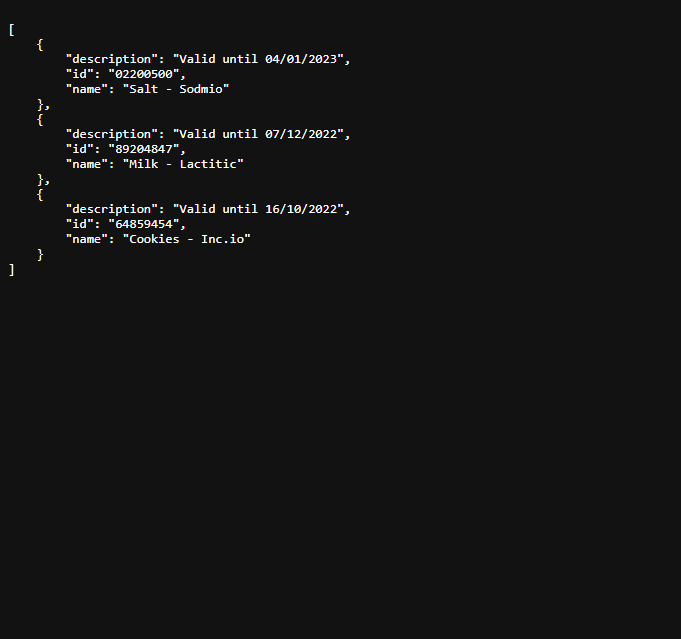 [
    {
        "description": "Valid until 04/01/2023",
        "id": "02200500",
        "name": "Salt - Sodmio"
    },
    {
        "description": "Valid until 07/12/2022",
        "id": "89204847",
        "name": "Milk - Lactitic"
    },
    {
        "description": "Valid until 16/10/2022",
        "id": "64859454",
        "name": "Cookies - Inc.io"
    }
]